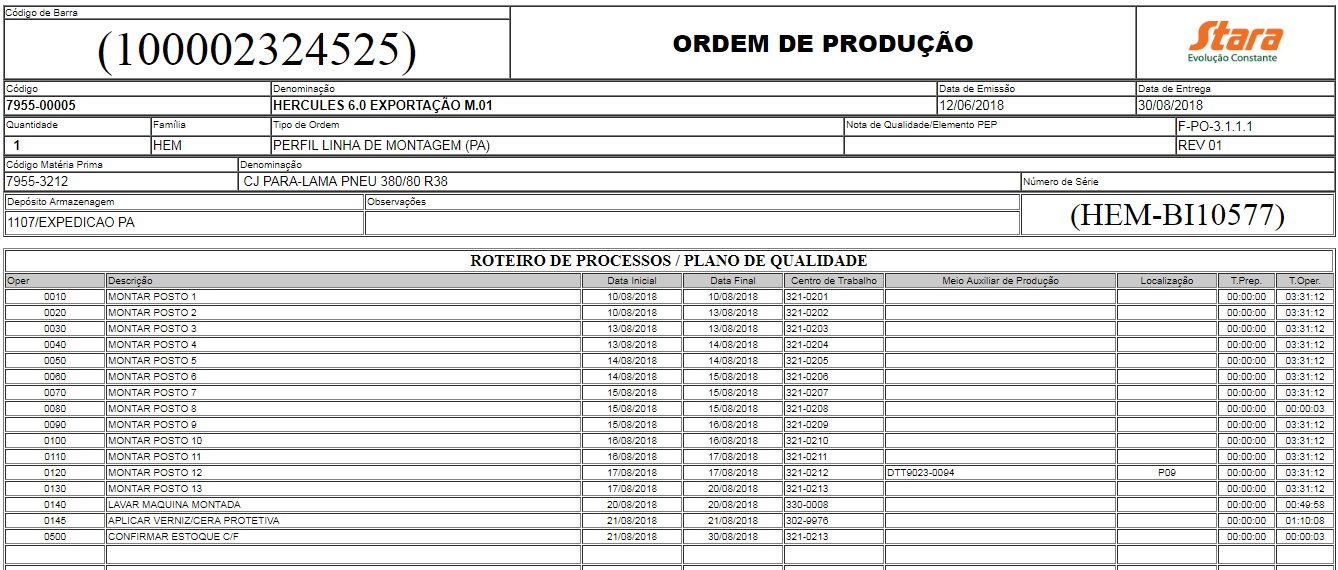 Código de Barra
(100002324525)
ORDEM DE PRODUÇÃO
Stara
Evolução Constante
Código Denominação Data de Emissão Data de Entrega
7955-00005 HERCULES 6.0 EXPORTAÇÃO M.01 12/06/2018 30/08/2018
Quantidade Família Tipo de Ordem Nota de Qualidade/Elemento PEP F-PO-3.1.1.1
1 HEM PERFIL LINHA DE MONTAGEM (PA) REV 01
Código Matéria Prima Denominação
7955-3212 CJ PARA-LAMA PNEU 380/80 R38 Número de Série
Depósito Armazenagem Observações
1107/EXPEDICAO PA (HEM-BI10577)
ROTEIRO DE PROCESSOS / PLANO DE QUALIDADE
Oper Descrição Data Inicial Data Final Centro de Trabalho Meio Auxiliar de Produção Localização T.Prep. T.Oper.
0010 MONTAR POSTO 1 10/08/2018 10/08/2018 321-0201 00:00:00 03:31:12
0020 MONTAR POSTO 2 10/08/2018 13/08/2018 321-0202 00:00:00 03:31:12
0030 MONTAR POSTO 3 13/08/2018 13/08/2018 321-0203 00:00:00 03:31:12
0040 MONTAR POSTO 4 13/08/2018 14/08/2018 321-0204 00:00:00 03:31:12
0050 MONTAR POSTO 5 14/08/2018 14/08/2018 321-0205 00:00:00 03:31:12
0060 MONTAR POSTO 6 14/08/2018 15/08/2018 321-0206 00:00:00 03:31:12
0070 MONTAR POSTO 7 15/08/2018 15/08/2018 321-0207 00:00:00 03:31:12
0080 MONTAR POSTO 8 15/08/2018 15/08/2018 321-0208 00:00:00 00:00:03
0090 MONTAR POSTO 9 15/08/2018 16/08/2018 321-0209 00:00:00 03:31:12
0100 MONTAR POSTO 10 16/08/2018 16/08/2018 321-0210 00:00:00 03:31:12
0110 MONTAR POSTO 11 16/08/2018 17/08/2018 321-0211 00:00:00 03:31:12
0120 MONTAR POSTO 12 17/08/2018 17/08/2018 321-0212 DTT9023-0094 P09 00:00:00 03:31:12
0130 MONTAR POSTO 13 17/08/2018 20/08/2018 321-0213 00:00:00 03:31:12
0140 LAVAR MAQUINA MONTADA 20/08/2018 20/08/2018 330-0008 00:00:00 00:49:58
0145 APLICAR VERNIZ/CERA PROTETIVA 21/08/2018 21/08/2018 302-9976 00:00:00 01:10:08
0500 CONFIRMAR ESTOQUE C/F 21/08/2018 30/08/2018 321-0213 00:00:00 00:00:03